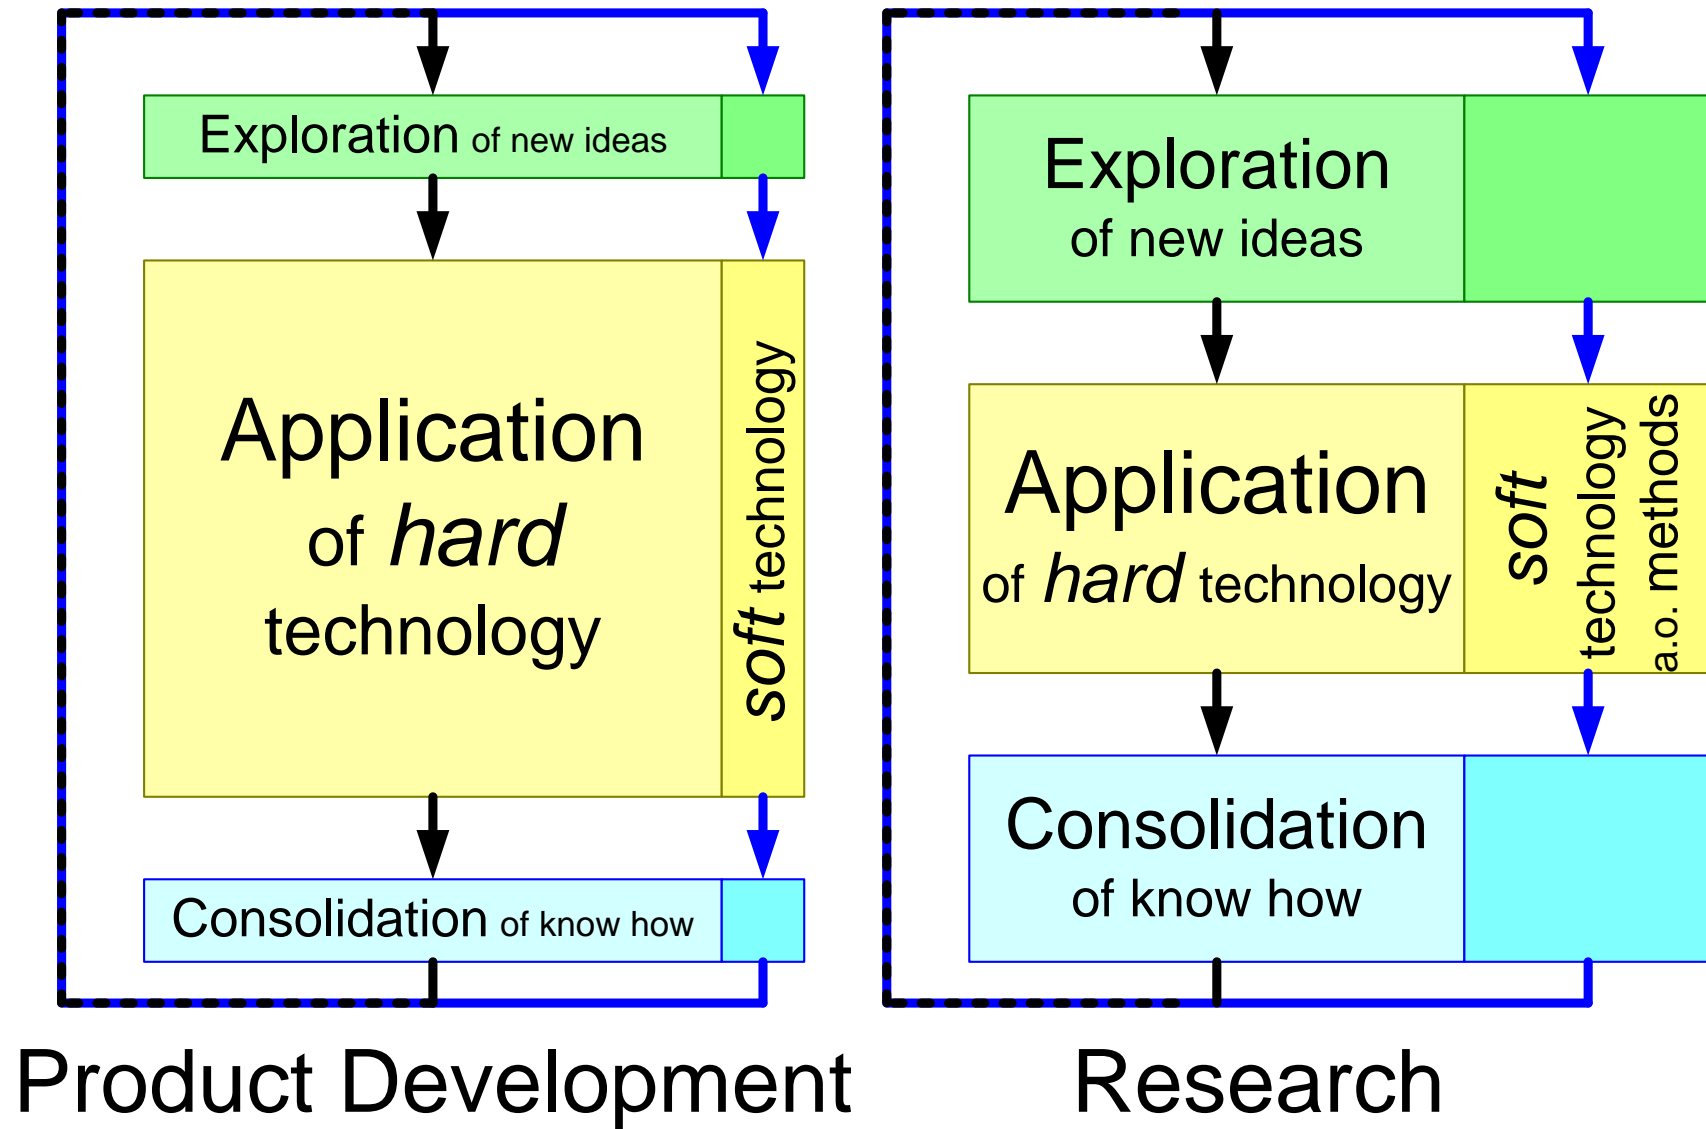 Exploration of new ideas
Application
of hard
technology
soft technology
Consolidation of know how
Product Development
Exploration
of new ideas
Application
of hard technology
soft
technology
a.o. methods
Consolidation
of know how
Research